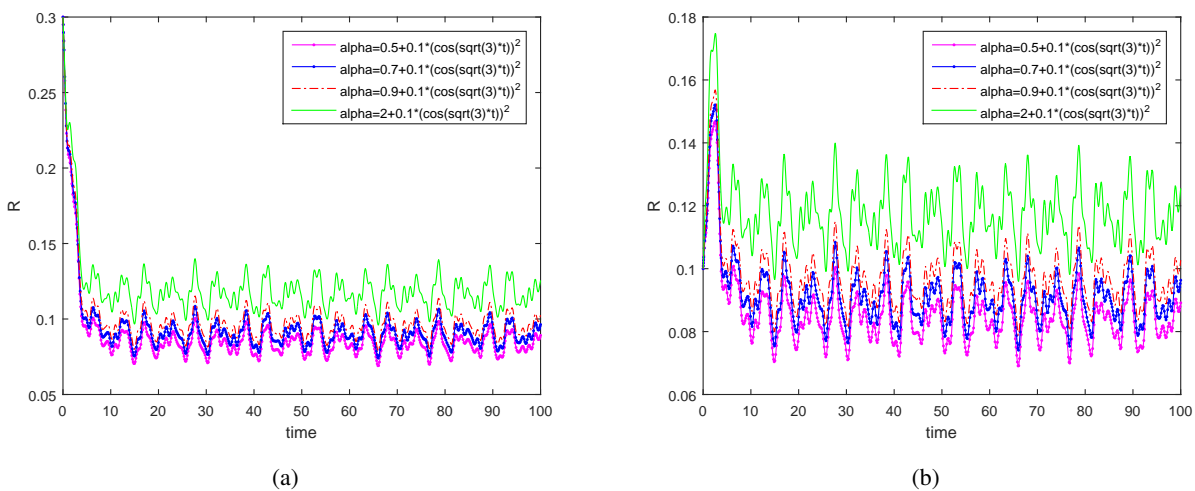 0.3
0.25
0.2
0.15
0.1
0.05
R
0 10 20 30 40 50 60 70 80 90 100
time
alpha=0.5+0.1*(cos(sqrt(3)*t))²
alpha=0.7+0.1*(cos(sqrt(3)*t))²
alpha=0.9+0.1*(cos(sqrt(3)*t))²
alpha=2+0.1*(cos(sqrt(3)*t))²
(a)
0.18
0.16
0.14
0.12
0.1
0.08
0.06
R
0 10 20 30 40 50 60 70 80 90 100
time
alpha=0.5+0.1*(cos(sqrt(3)*t))²
alpha=0.7+0.1*(cos(sqrt(3)*t))²
alpha=0.9+0.1*(cos(sqrt(3)*t))²
alpha=2+0.1*(cos(sqrt(3)*t))²
(b)